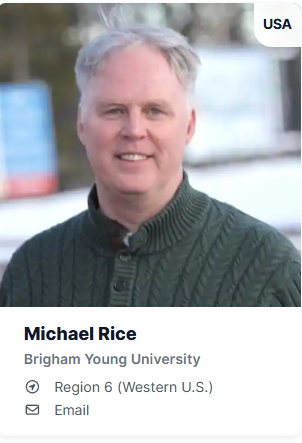 USA
Michael Rice
Brigham Young University
Region 6 (Western U.S.)
Email